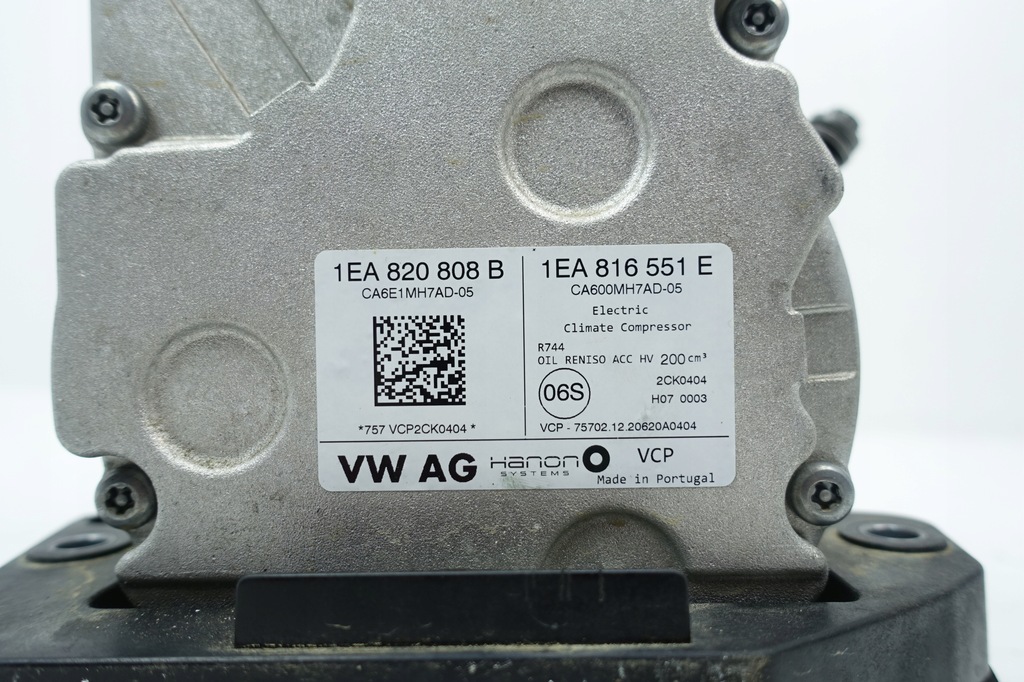 1EA 820 808 B
CA6E1MH7AD-05
*757 VCP2CK0404 *
1EA 816 551 E
CA600MH7AD-05
Electric
Climate Compressor
R744
OIL RENISO ACC HV 200 cm³
06S
2CK0404
H07 0003
VCP - 75702.12.20620A0404
VW AG
Hanon
SYSTEMS
VCP
Made in Portugal